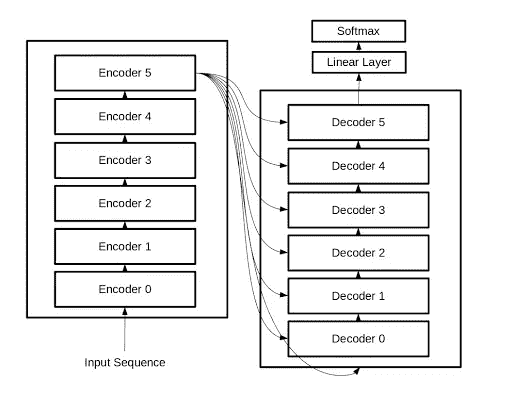 Encoder 5
Encoder 4
Encoder 3
Encoder 2
Encoder 1
Encoder 0
Input Sequence
Softmax
Linear Layer
Decoder 5
Decoder 4
Decoder 3
Decoder 2
Decoder 1
Decoder 0